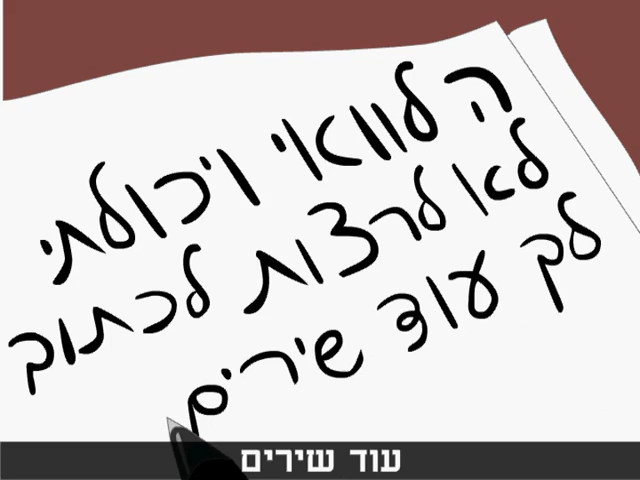 הלוואי ויכולתי
לא לרצות לכתוב
לך עוד שירים
עוד שירים